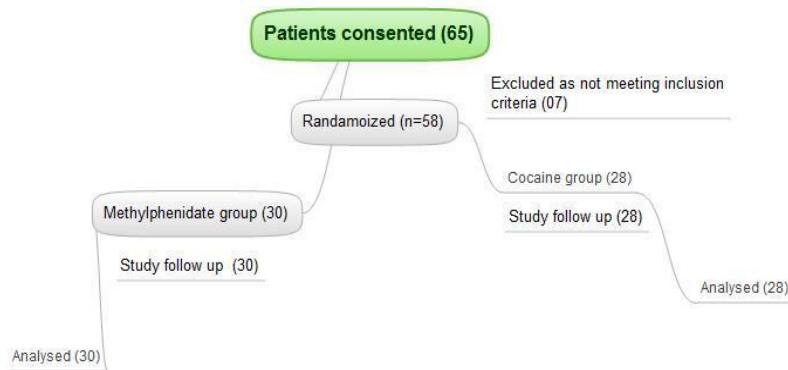 Patients consented (65)
Excluded as not meeting inclusion
criteria (07)
Randamoized (n=58)
Cocaine group (28)
Methylphenidate group (30)
Study follow up (28)
Study follow up (30)
Analysed (28)
Analysed (30)